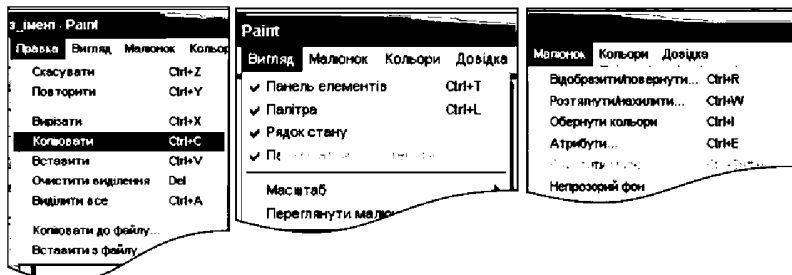 з_імені - Paint
Правка Вигляд Малюнок Кольор
Скасувати Ctrl+Z
Повторити Ctrl+Y
Вирізати Ctrl+X
Копіювати Ctrl+C
Вставити Ctrl+V
Очистити виділення Del
Виділити все Ctrl+A
Копіювати до файлу...
Вставити з файлу
Paint
Вигляд Малюнок Кольори Довідка
✓ Панель елементів Ctrl+T
✓ Палітра Ctrl+L
✓ Рядок стану
✓
Масштаб
Переглянути малюн
Малюнок Кольори Довідка
Відобразити/повернути... Ctrl+R
Розтягнути/нахилити... Ctrl+W
Обернути кольори Ctrl+I
Атрибути... Ctrl+E
Непрозорий фон